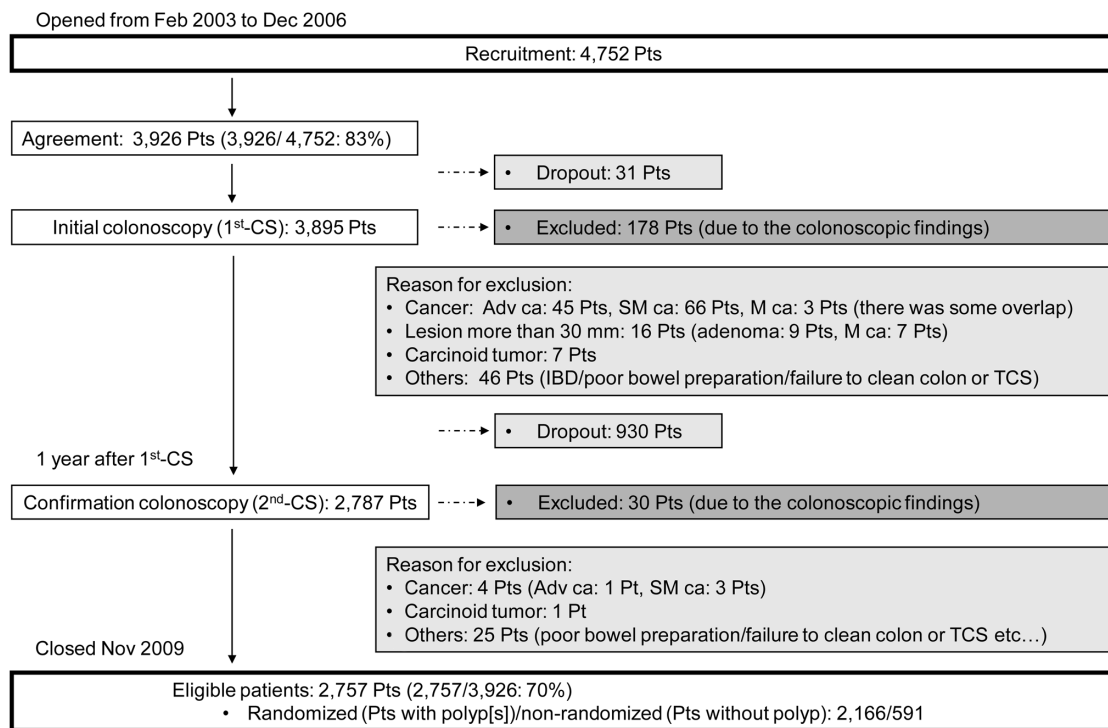 Opened from Feb 2003 to Dec 2006
Recruitment: 4,752 Pts
Agreement: 3,926 Pts (3,926/ 4,752: 83%)
• Dropout: 31 Pts
Initial colonoscopy (1st-CS): 3,895 Pts
• Excluded: 178 Pts (due to the colonoscopic findings)
Reason for exclusion:
• Cancer: Adv ca: 45 Pts, SM ca: 66 Pts, M ca: 3 Pts (there was some overlap)
• Lesion more than 30 mm: 16 Pts (adenoma: 9 Pts, M ca: 7 Pts)
• Carcinoid tumor: 7 Pts
• Others: 46 Pts (IBD/poor bowel preparation/failure to clean colon or TCS)
• Dropout: 930 Pts
1 year after 1st-CS
Confirmation colonoscopy (2nd-CS): 2,787 Pts
• Excluded: 30 Pts (due to the colonoscopic findings)
Reason for exclusion:
• Cancer: 4 Pts (Adv ca: 1 Pt, SM ca: 3 Pts)
• Carcinoid tumor: 1 Pt
• Others: 25 Pts (poor bowel preparation/failure to clean colon or TCS etc…)
Closed Nov 2009
Eligible patients: 2,757 Pts (2,757/3,926: 70%)
• Randomized (Pts with polyp[s])/non-randomized (Pts without polyp): 2,166/591